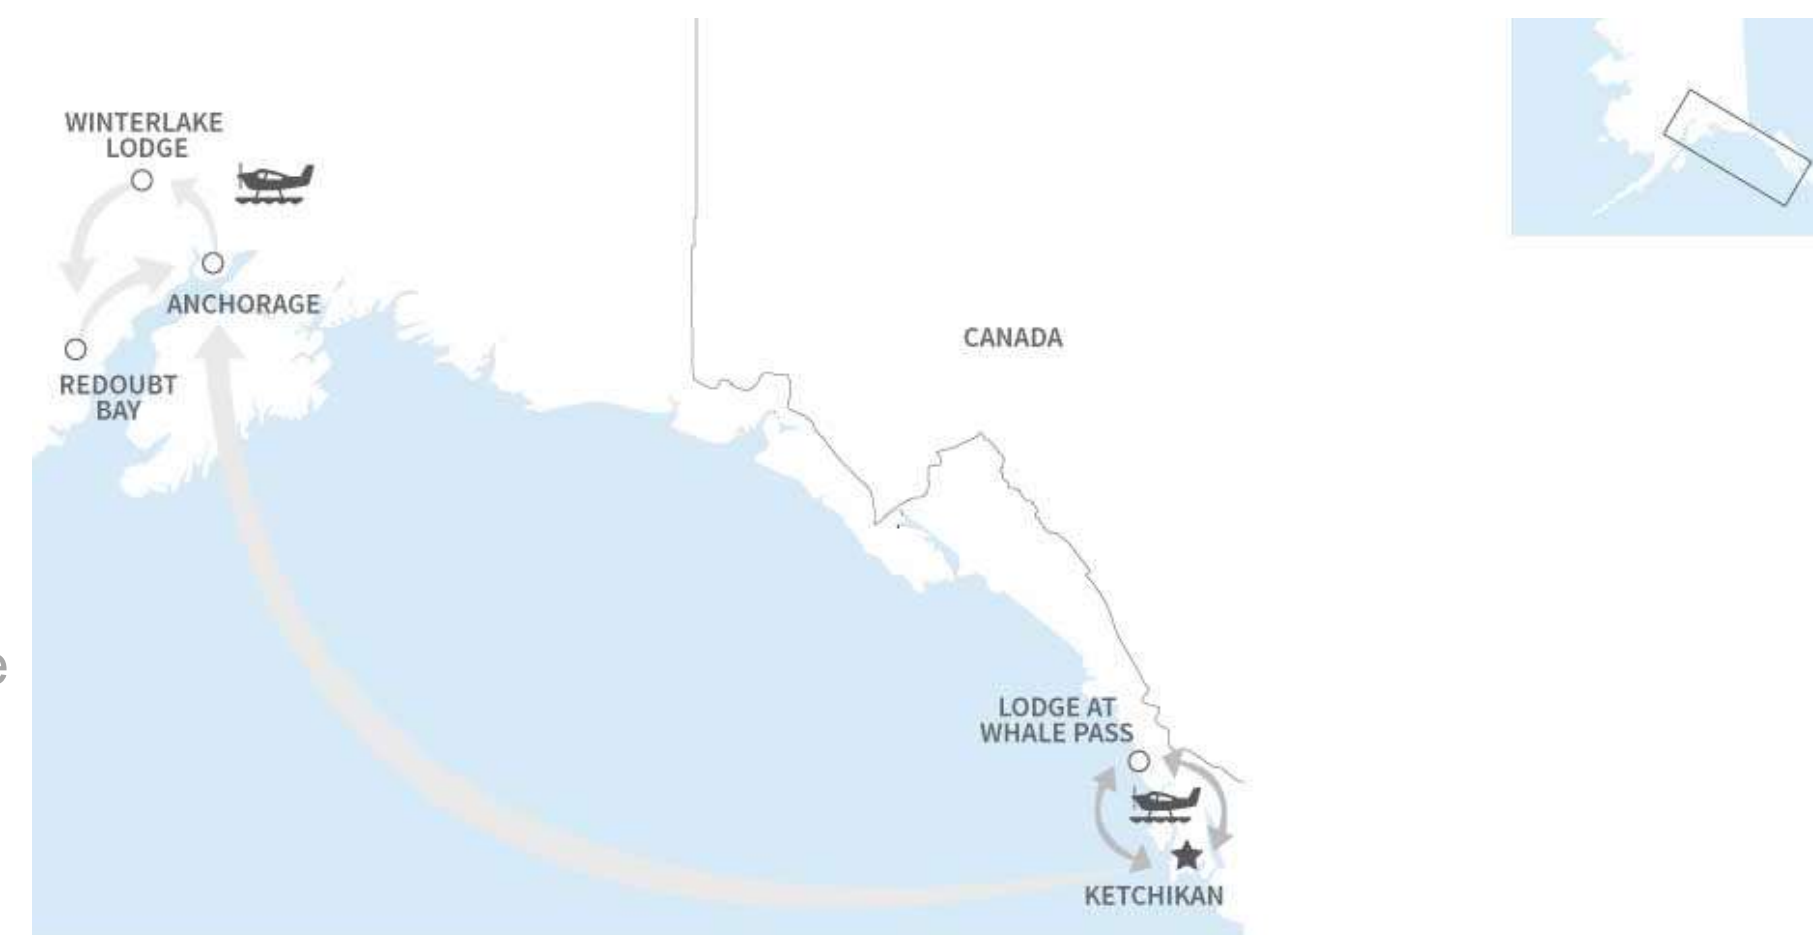 WINTERLAKE
LODGE
ANCHORAGE
REDOUBT
BAY
CANADA
e
LODGE AT
WHALE PASS
KETCHIKAN